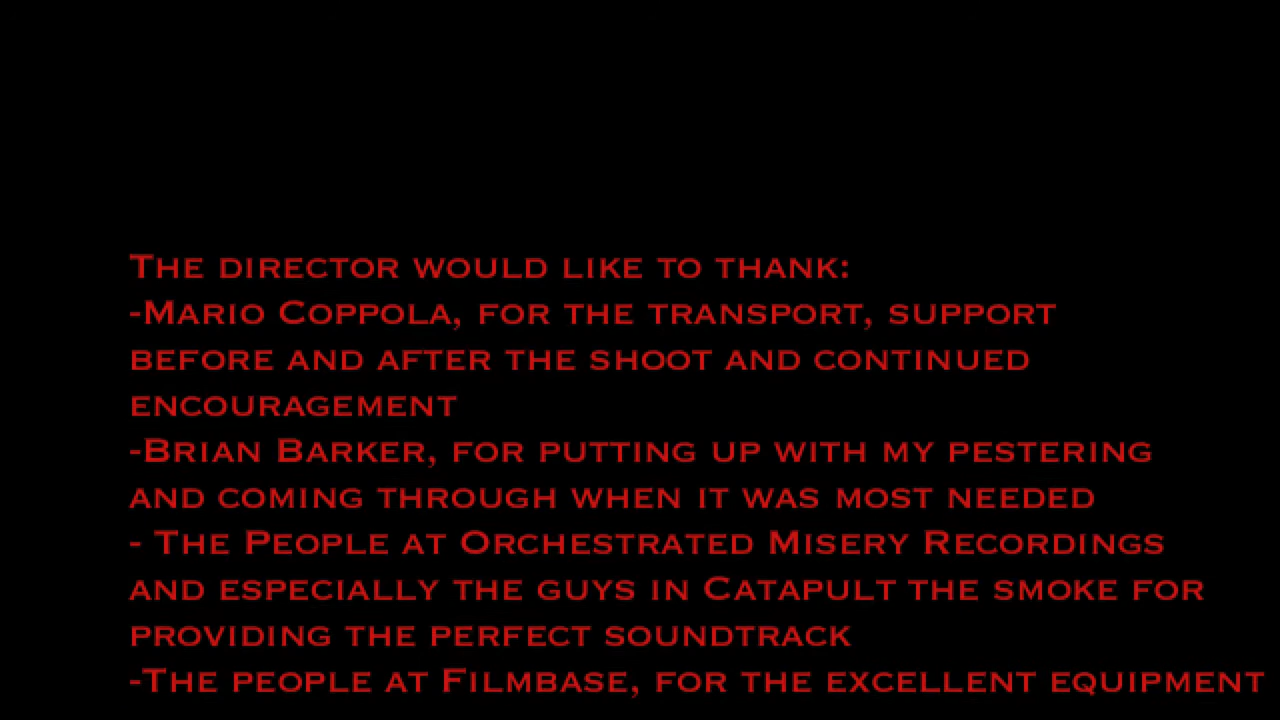 The director would like to thank:
-Mario Coppola, for the transport, support
before and after the shoot and continued
encouragement
-Brian Barker, for putting up with my pestering
and coming through when it was most needed
- The People at Orchestrated Misery Recordings
and especially the guys in Catapult the smoke for
providing the perfect soundtrack
-The people at Filmbase, for the excellent equipment